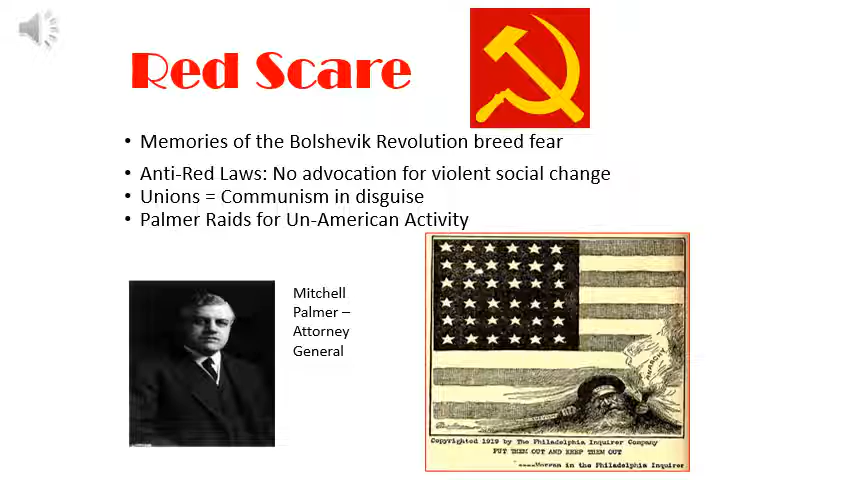 Red Scare
• Memories of the Bolshevik Revolution breed fear
• Anti-Red Laws: No advocation for violent social change
• Unions = Communism in disguise
• Palmer Raids for Un-American Activity
Mitchell
Palmer –
Attorney
General
ANARCHY
Copyrighted 1919 by The Philadelphia Inquirer Company
PUT THEM OUT AND KEEP THEM OUT
----Morgan in the Philadelphia Inquirer